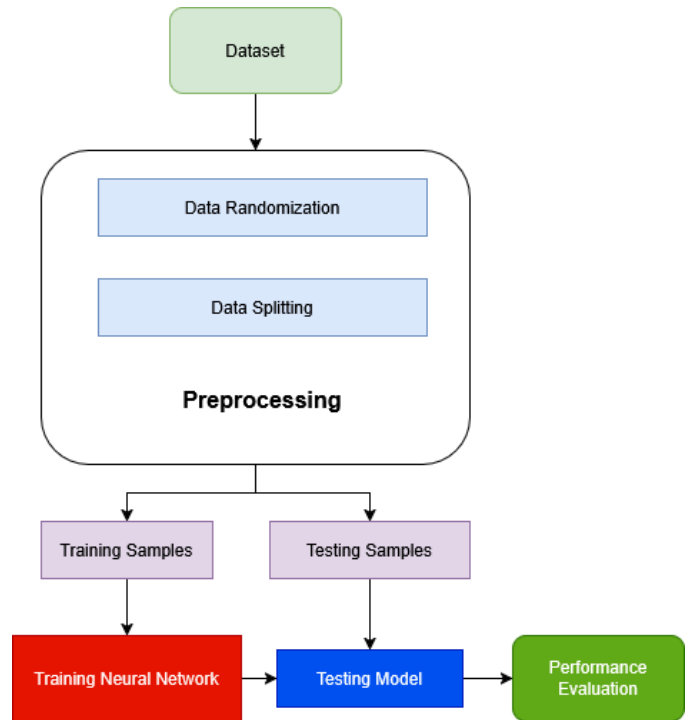 Dataset
Data Randomization
Data Splitting
Preprocessing
Training Samples
Testing Samples
Training Neural Network
Testing Model
Performance
Evaluation